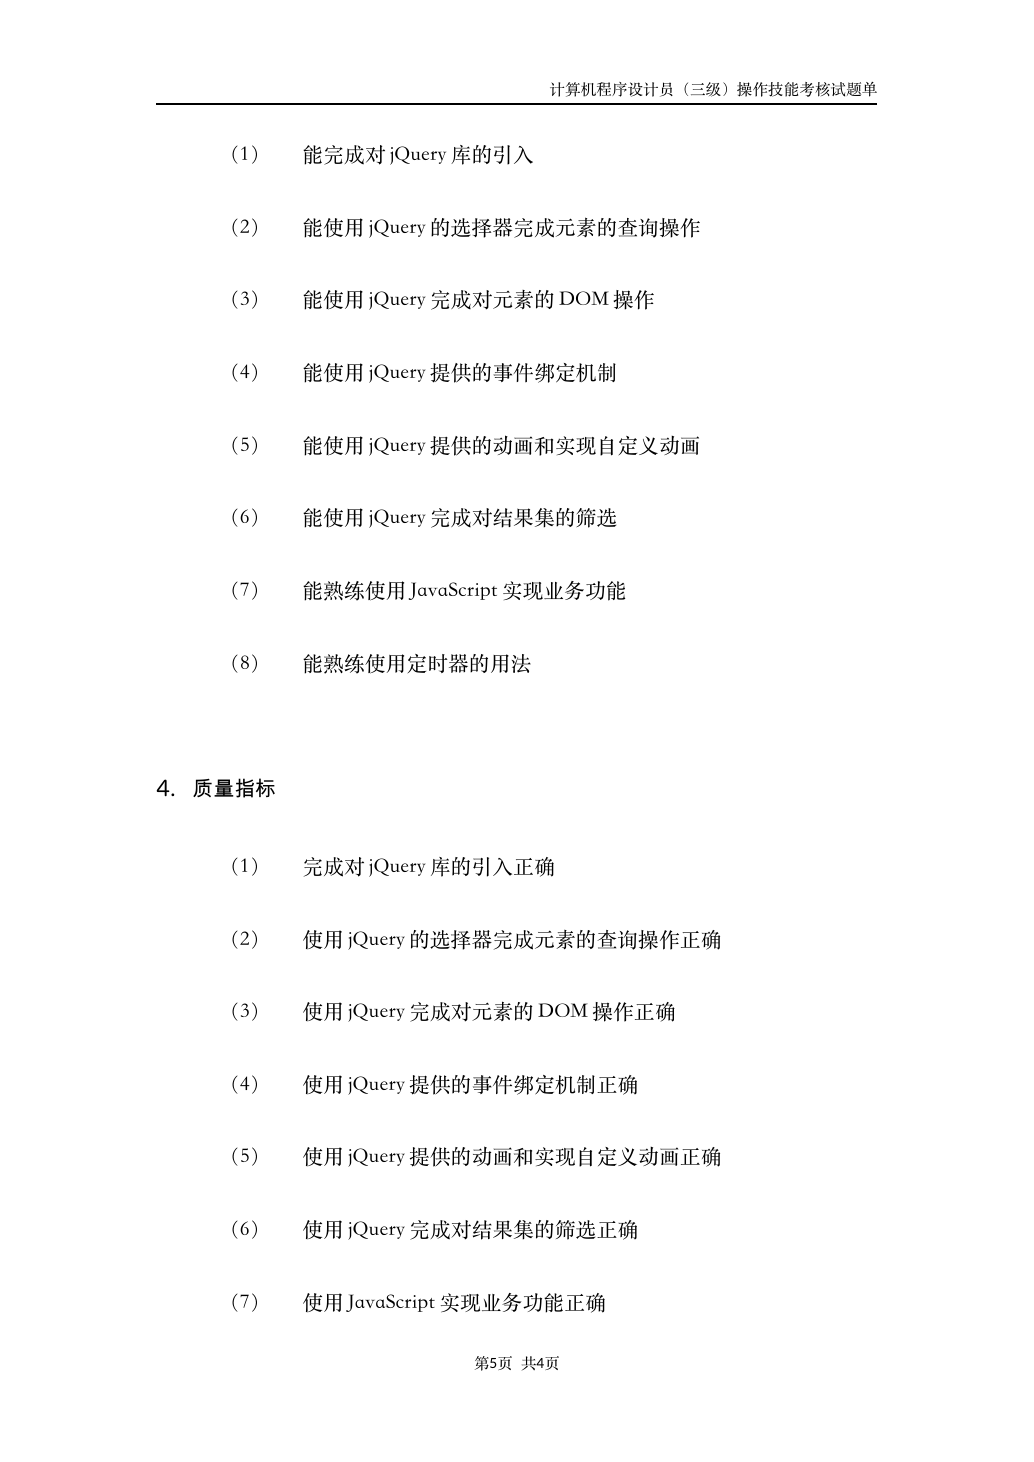 计算机程序设计员（三级）操作技能考核试题单
（1） 能完成对 jQuery 库的引入
（2） 能使用 jQuery 的选择器完成元素的查询操作
（3） 能使用 jQuery 完成对元素的 DOM 操作
（4） 能使用 jQuery 提供的事件绑定机制
（5） 能使用 jQuery 提供的动画和实现自定义动画
（6） 能使用 jQuery 完成对结果集的筛选
（7） 能熟练使用 JavaScript 实现业务功能
（8） 能熟练使用定时器的用法
4. 质量指标
（1） 完成对 jQuery 库的引入正确
（2） 使用 jQuery 的选择器完成元素的查询操作正确
（3） 使用 jQuery 完成对元素的 DOM 操作正确
（4） 使用 jQuery 提供的事件绑定机制正确
（5） 使用 jQuery 提供的动画和实现自定义动画正确
（6） 使用 jQuery 完成对结果集的筛选正确
（7） 使用 JavaScript 实现业务功能正确
第5页 共4页